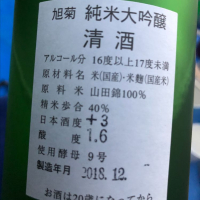 旭菊 純米大吟醸
清酒
アルコール分 16度以上17度未満
原材料名 米(国産)・米麹(国産米)
原料米 山田錦100%
精米歩合 40%
日本酒度 +3
酸度 1.6
使用酵母 9号
製造年月 2018.12.
お酒は20歳になってから